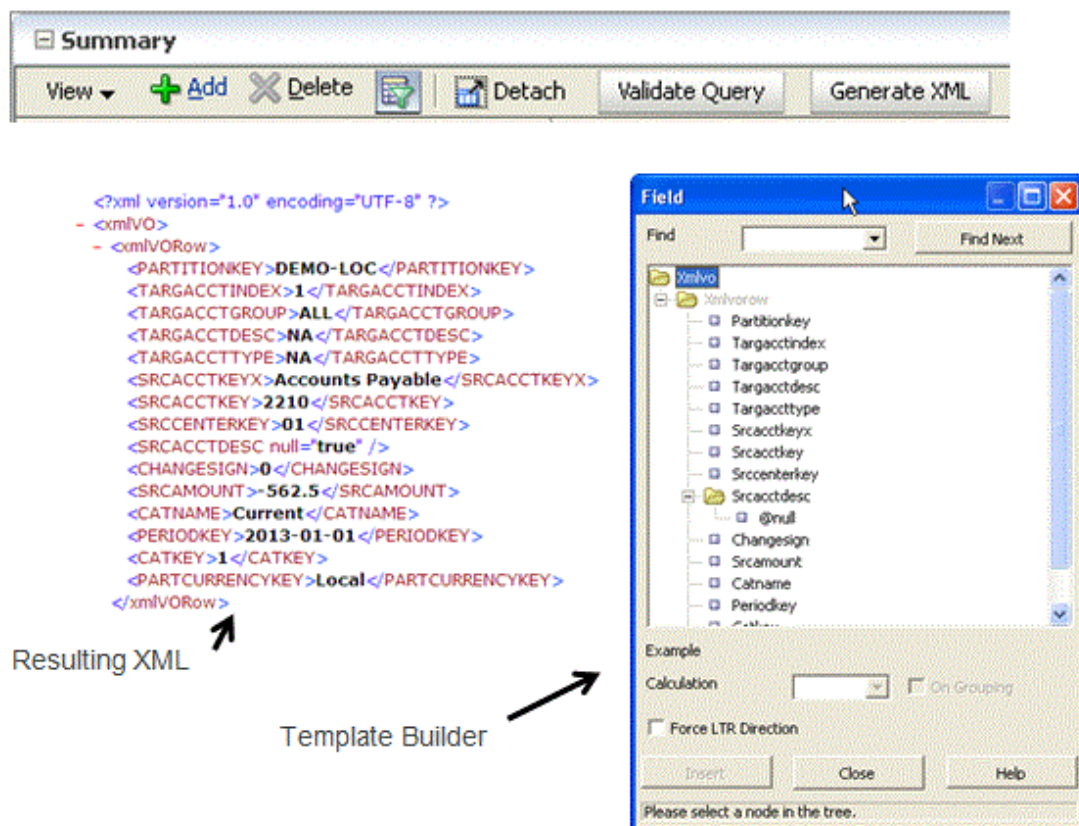 Summary
View Add Delete Detach Validate Query Generate XML
<?xml version="1.0" encoding="UTF-8" ?>
- <xmlVO>
- <xmlVORow>
<PARTITIONKEY>DEMO-LOC</PARTITIONKEY>
<TARGACCTINDEX>1</TARGACCTINDEX>
<TARGACCTGROUP>ALL</TARGACCTGROUP>
<TARGACCTDESC>NA</TARGACCTDESC>
<TARGACCTTYPE>NA</TARGACCTTYPE>
<SRCACCTKEYX>Accounts Payable</SRCACCTKEYX>
<SRCACCTKEY>2210</SRCACCTKEY>
<SRCCENTERKEY>01</SRCCENTERKEY>
<SRCACCTDESC null="true" />
<CHANGESIGN>0</CHANGESIGN>
<SRCAMOUNT>-562.5</SRCAMOUNT>
<CATNAME>Current</CATNAME>
<PERIODKEY>2013-01-01</PERIODKEY>
<CATKEY>1</CATKEY>
<PARTCURRENCYKEY>Local</PARTCURRENCYKEY>
</xmlVORow>
Resulting XML
Template Builder
Field
Find Find Next
Xmlvo
Xmlvorow
Partitionkey
Targacctindex
Targacctgroup
Targacctdesc
Targaccttype
Srcacctkeyx
Srcacctkey
Srccenterkey
Srcacctdesc
@null
Changesign
Srcamount
Catname
Periodkey
Example
Calculation On Grouping
Force LTR Direction
Insert Close Help
Please select a node in the tree.